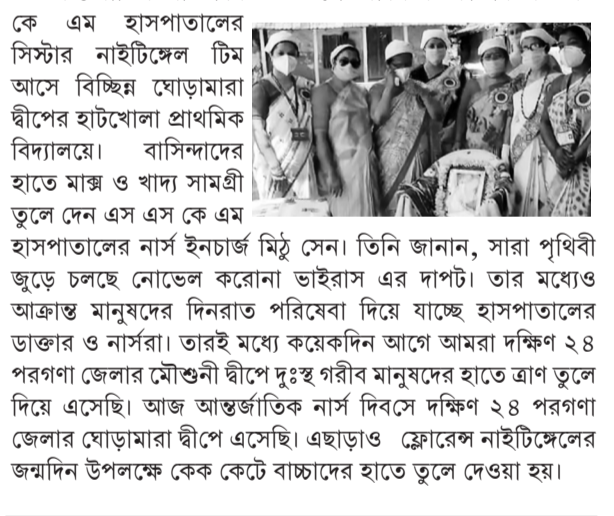 কে এম হাসপাতালের
সিস্টার নাইটিঙ্গেল টিম
আসে বিচ্ছিন্ন ঘোড়ামারা
দ্বীপের হাটখোলা প্রাথমিক
বিদ্যালয়ে। বাসিন্দাদের
হাতে মাক্স ও খাদ্য সামগ্রী
তুলে দেন এস এস কে এম
হাসপাতালের নার্স ইনচার্জ মিঠু সেন। তিনি জানান, সারা পৃথিবী
জুড়ে চলছে নোভেল করোনা ভাইরাস এর দাপট। তার মধ্যেও
আক্রান্ত মানুষদের দিনরাত পরিষেবা দিয়ে যাচ্ছে হাসপাতালের
ডাক্তার ও নার্সরা। তারই মধ্যে কয়েকদিন আগে আমরা দক্ষিণ ২৪
পরগণা জেলার মৌশুনী দ্বীপে দুঃস্থ গরীব মানুষদের হাতে ত্রাণ তুলে
দিয়ে এসেছি। আজ আন্তর্জাতিক নার্স দিবসে দক্ষিণ ২৪ পরগণা
জেলার ঘোড়ামারা দ্বীপে এসেছি। এছাড়াও ফ্লোরেন্স নাইটিঙ্গেলের
জন্মদিন উপলক্ষে কেক কেটে বাচ্চাদের হাতে তুলে দেওয়া হয়।